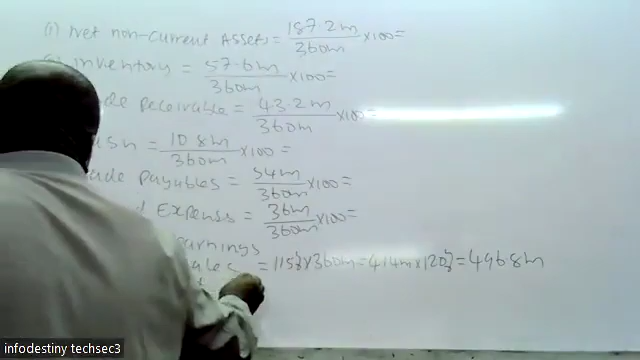 (i) Net non-current Assets = 187.2m/360m x100=
inventory = 57.6m/360m x100=
Receivable = 43.2m/360m x100=
= 10.8m/360m x100=
Payables = 54m/360m x100=
Expenses = 36m/360m x100=
earnings
= 115% x 360m = 414m x 120% = 496.8m
infodestiny techsec3